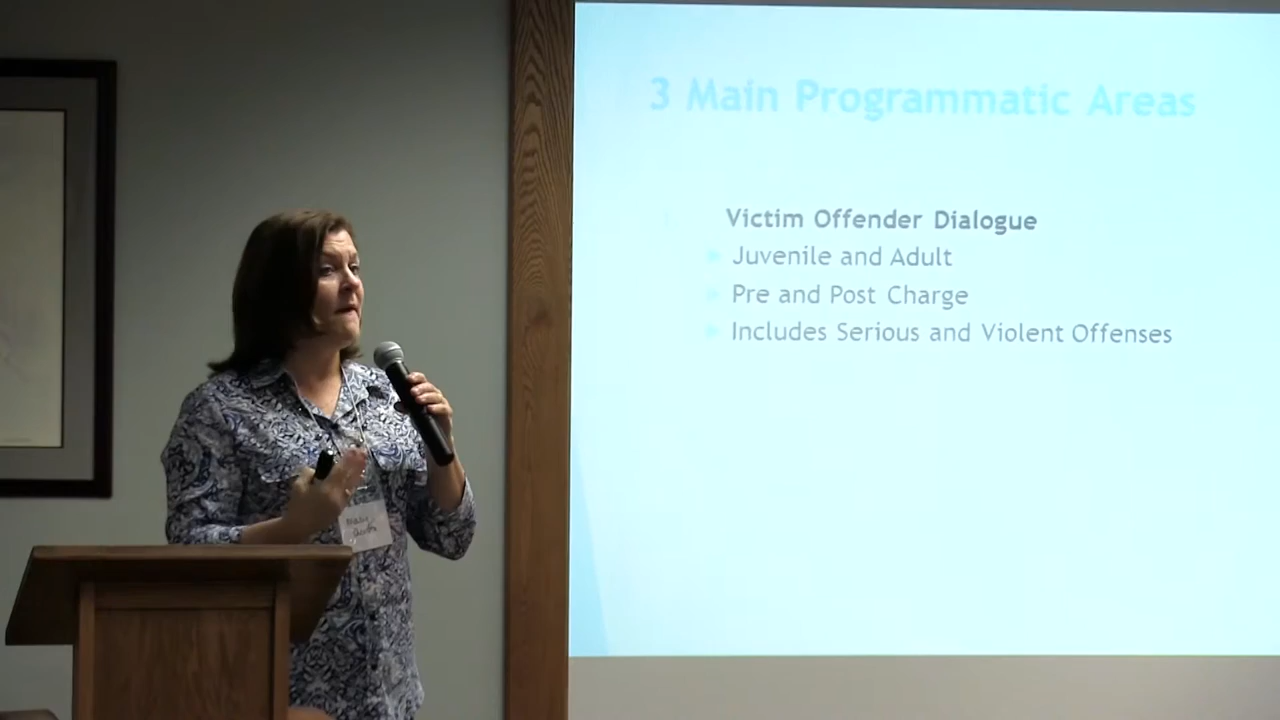 3 Main Programmatic Areas
Victim Offender Dialogue
Juvenile and Adult
Pre and Post Charge
Includes Serious and Violent Offenses